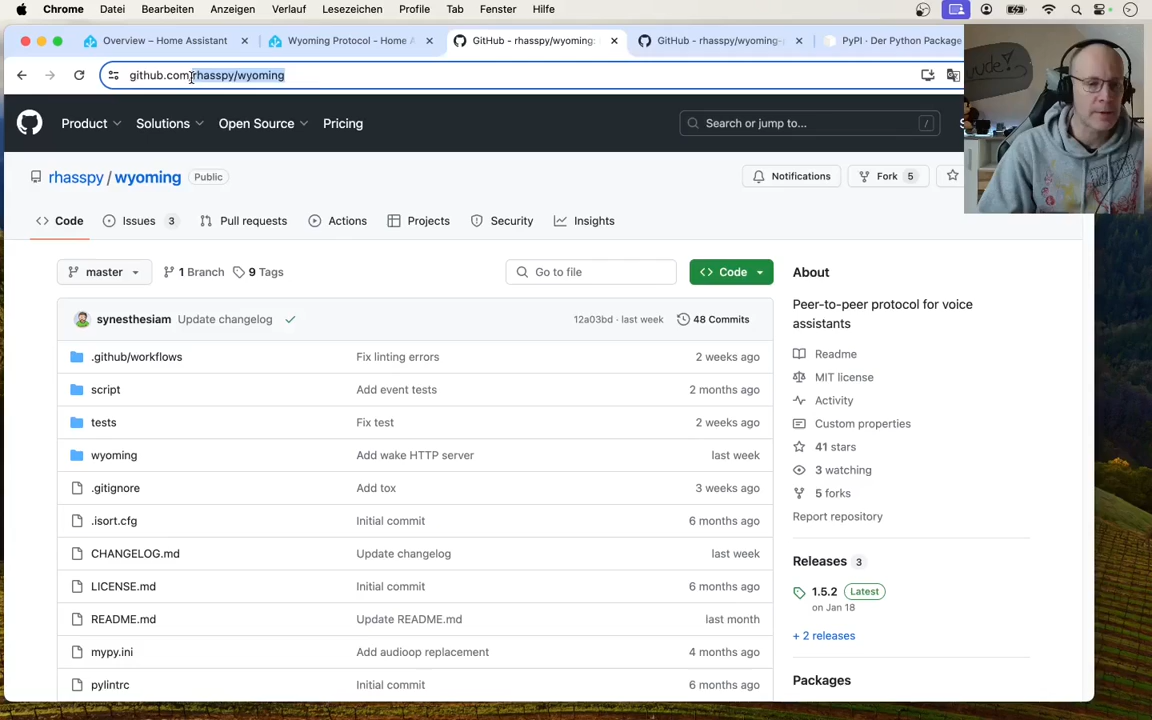 Chrome Datei Bearbeiten Anzeigen Verlauf Lesezeichen Profile Tab Fenster Hilfe
Overview – Home Assistant
Wyoming Protocol - Home A
GitHub - rhasspy/wyoming:
GitHub - rhasspy/wyoming-
PyPI · Der Python Package
github.com/rhasspy/wyoming
Product Solutions Open Source Pricing
Search or jump to... /
rhasspy / wyoming Public
Notifications Fork 5
Code Issues 3 Pull requests Actions Projects Security Insights
master 1 Branch 9 Tags Go to file Code
synesthesiam Update changelog 12a03bd · last week 48 Commits
.github/workflows Fix linting errors 2 weeks ago
script Add event tests 2 months ago
tests Fix test 2 weeks ago
wyoming Add wake HTTP server last week
.gitignore Add tox 3 weeks ago
.isort.cfg Initial commit 6 months ago
CHANGELOG.md Update changelog last week
LICENSE.md Initial commit 6 months ago
README.md Update README.md last month
mypy.ini Add audioop replacement 4 months ago
pylintrc Initial commit 6 months ago
About
Peer-to-peer protocol for voice
assistants
Readme
MIT license
Activity
Custom properties
41 stars
3 watching
5 forks
Report repository
Releases 3
1.5.2 Latest
on Jan 18
+ 2 releases
Packages